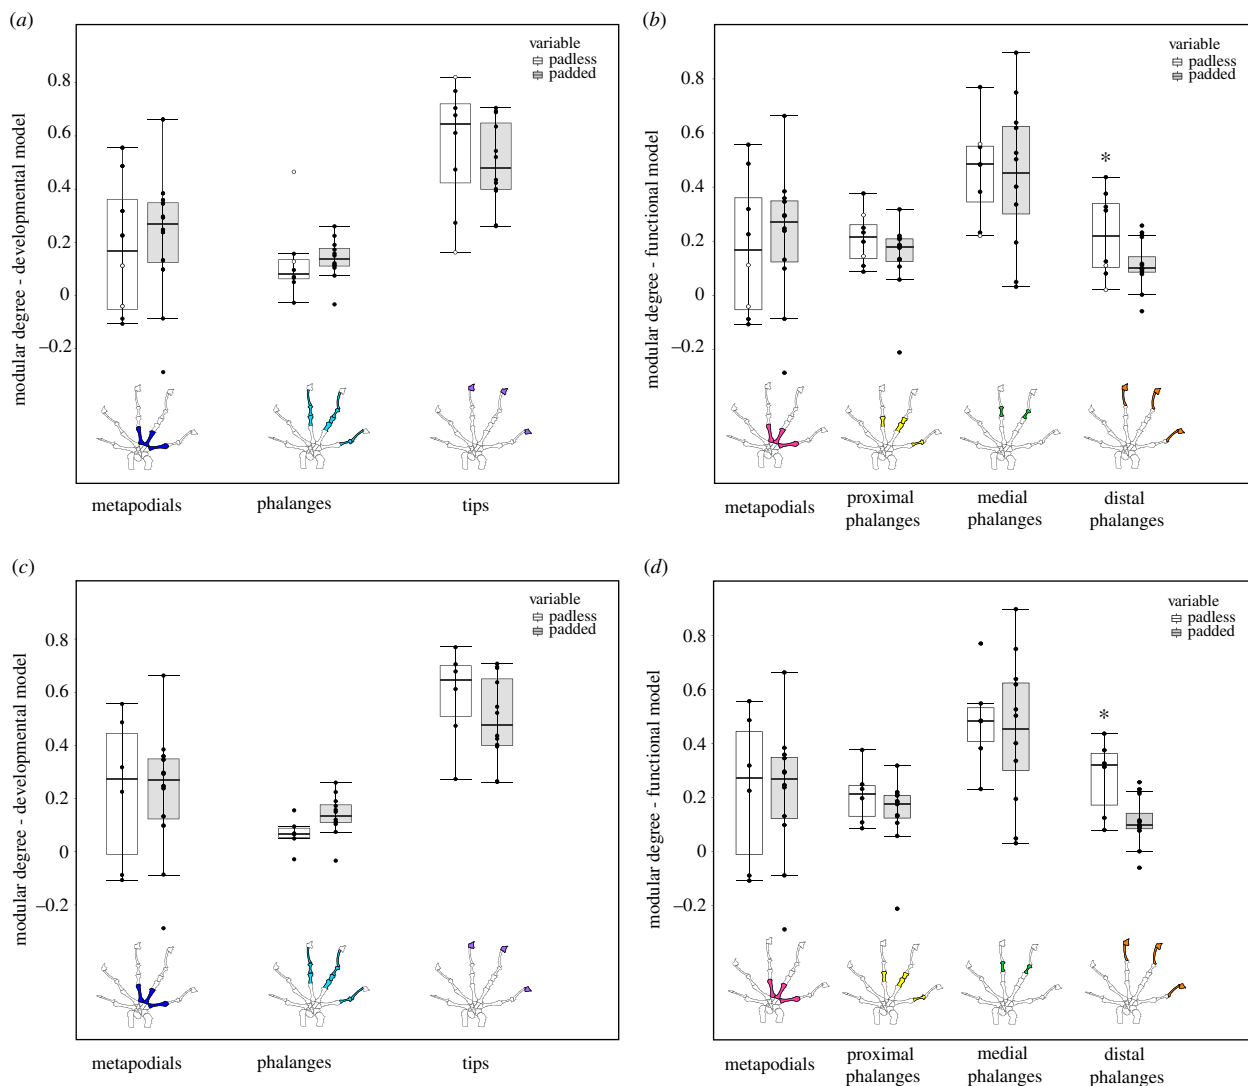 (a)
modular degree - developmental model
0.8
0.6
0.4
0.2
0
–0.2
variable
padless
padded
metapodials
phalanges
tips
(b)
modular degree - functional model
0.8
0.6
0.4
0.2
0
–0.2
variable
padless
padded
*
metapodials
proximal
phalanges
medial
phalanges
distal
phalanges
(c)
modular degree - developmental model
0.8
0.6
0.4
0.2
0
–0.2
variable
padless
padded
metapodials
phalanges
tips
(d)
modular degree - functional model
0.8
0.6
0.4
0.2
0
–0.2
variable
padless
padded
*
metapodials
proximal
phalanges
medial
phalanges
distal
phalanges